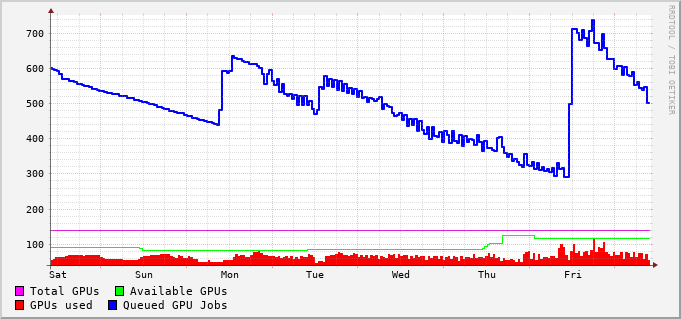 700
600
500
400
300
200
100
Sat Sun Mon Tue Wed Thu Fri
Total GPUs Available GPUs
GPUs used Queued GPU Jobs
RRDTOOL / TOBI OETIKER